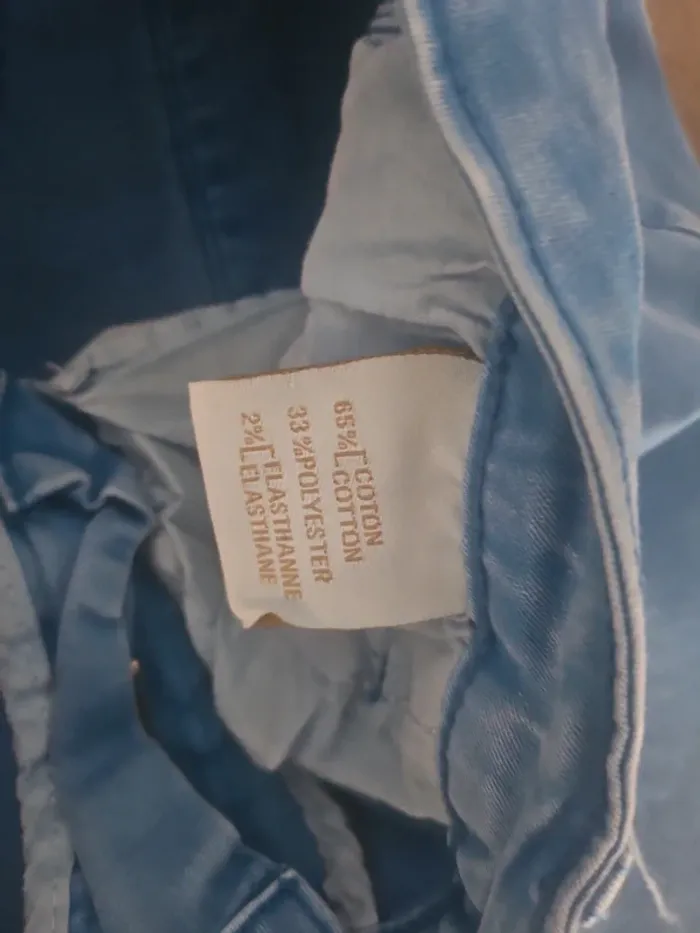 65% [ COTON
COTTON
33 %POLYESTER
2% [ ELASTHANNE
ELASTHANE